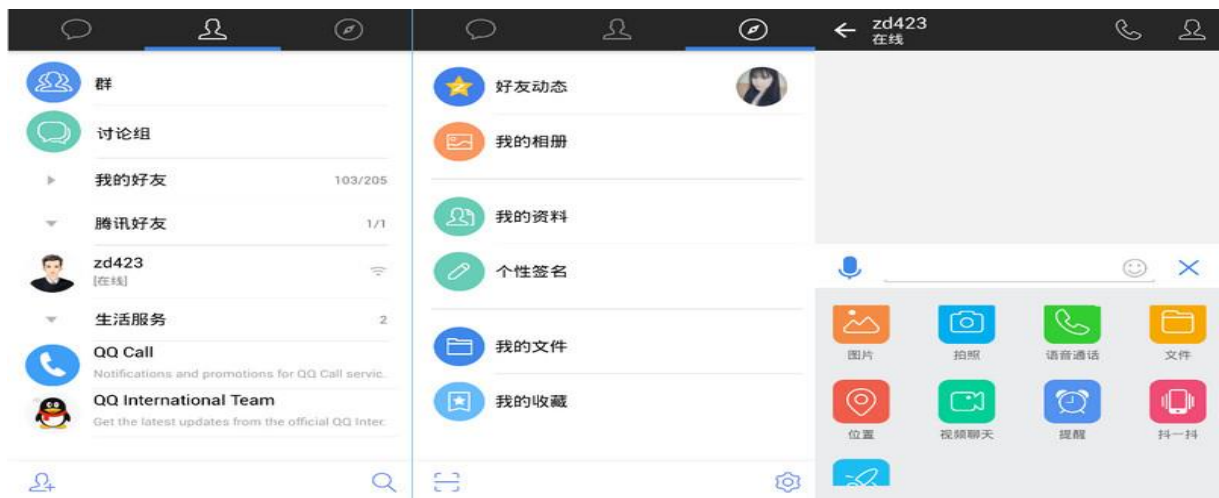 群
讨论组
我的好友 103/205
腾讯好友 1/1
zd423
[在线]
生活服务 2
QQ Call
Notifications and promotions for QQ Call servic..
QQ International Team
Get the latest updates from the official QQ Inter:
好友动态
我的相册
我的资料
个性签名
我的文件
我的收藏
zd423
在线
图片 拍照 语音通话 文件
位置 视频聊天 提醒 抖一抖